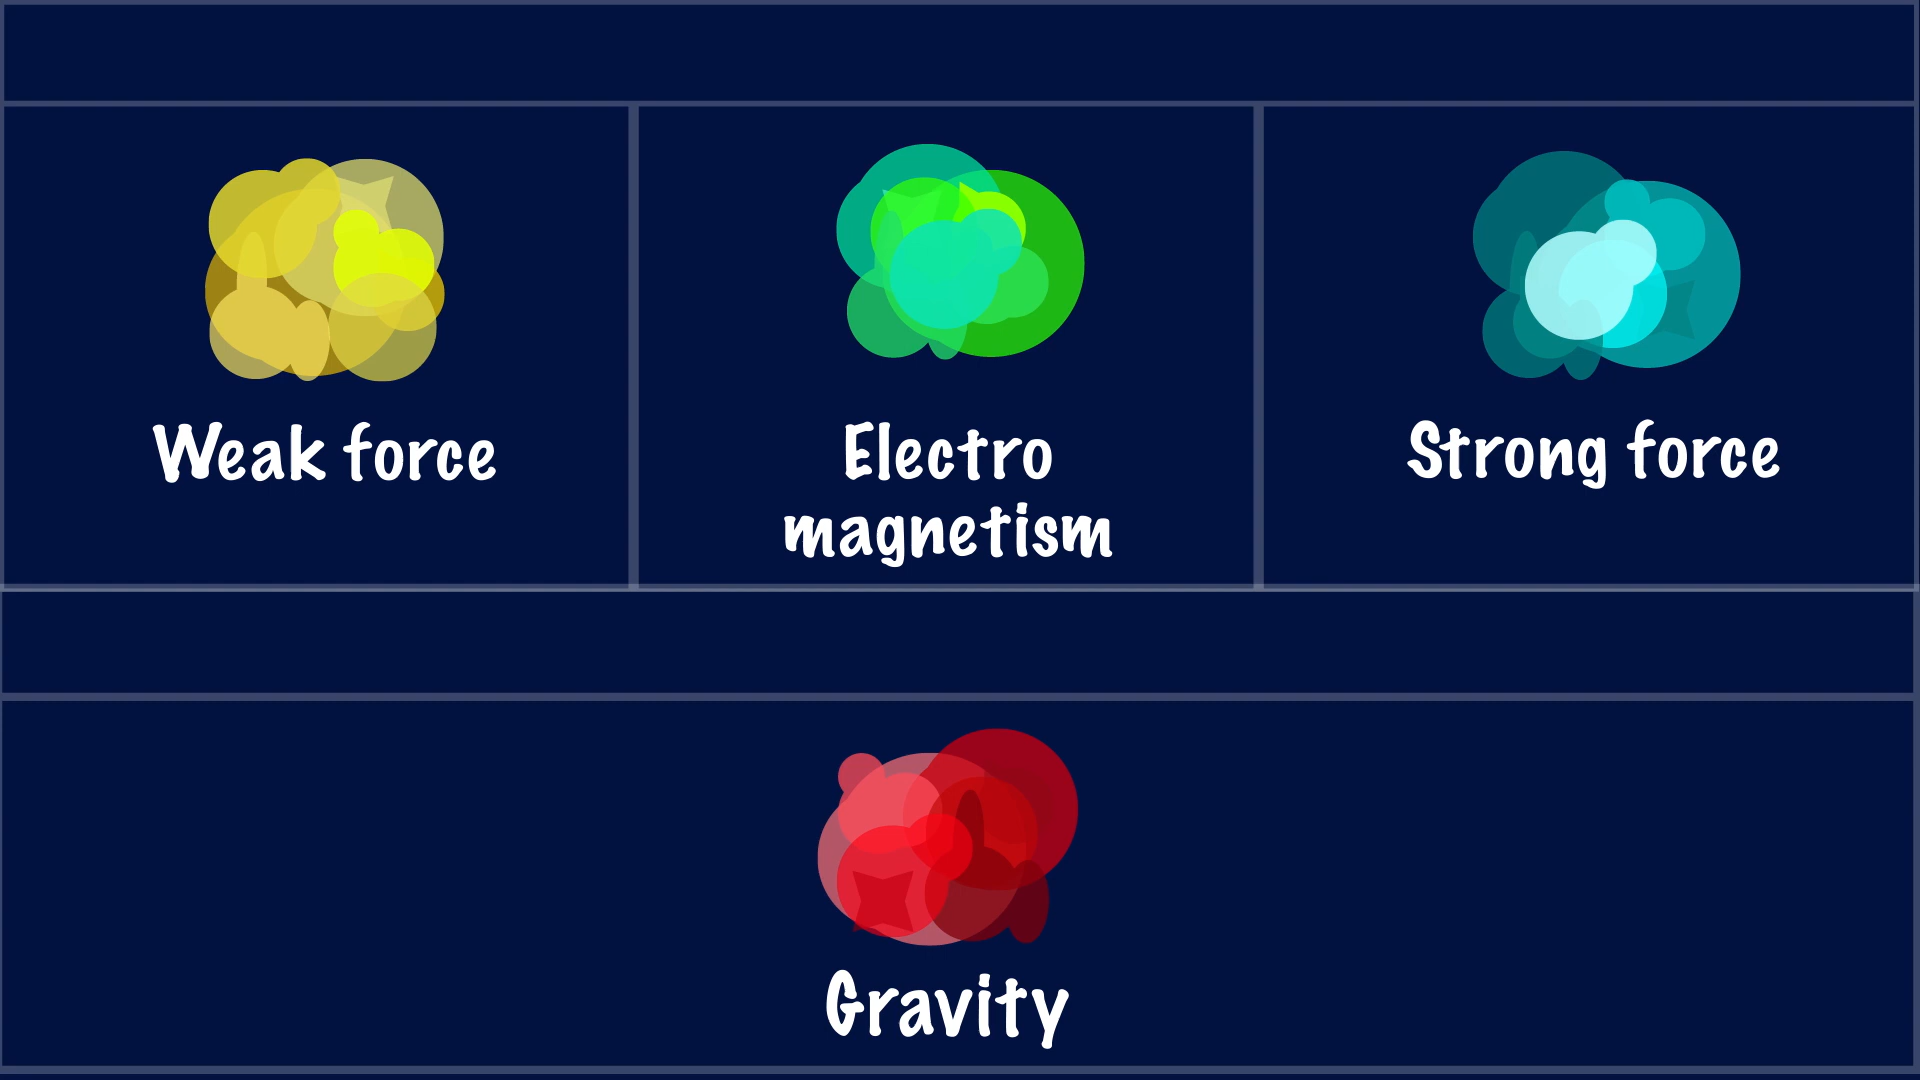 Weak force
Electro
magnetism
Strong force
Gravity